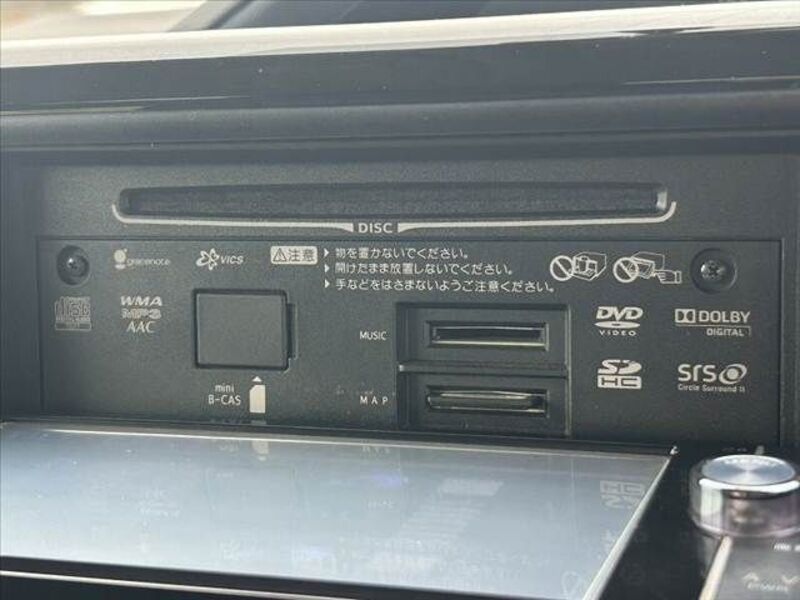 DISC
gracenote
VICS
注意
物を置かないでください。
開けたまま放置しないでください。
手などをはさまないようご注意ください。
disc
DIGITAL AUDIO
WMA
MP3
AAC
mini
B-CAS
MUSIC
MAP
DVD
VIDEO
DOLBY
DIGITAL
SD
HC
SRS
Circle Surround II